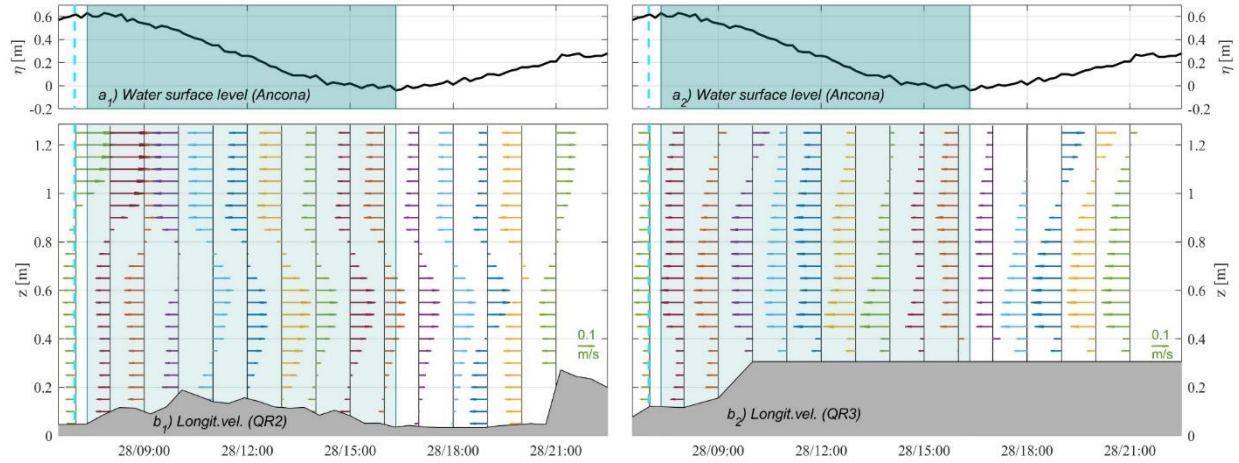 0.6
0.4
0.2
0
-0.2
η [m]
a₁) Water surface level (Ancona)
a₂) Water surface level (Ancona)
0.6
0.4
0.2
0
-0.2
η [m]
1.2
1
0.8
0.6
0.4
0.2
0
z [m]
0.1
m/s
b₁) Longit.vel. (QR2)
28/09:00 28/12:00 28/15:00 28/18:00 28/21:00
0.1
m/s
b₂) Longit.vel. (QR3)
1.2
1
0.8
0.6
0.4
0.2
0
z [m]
28/09:00 28/12:00 28/15:00 28/18:00 28/21:00